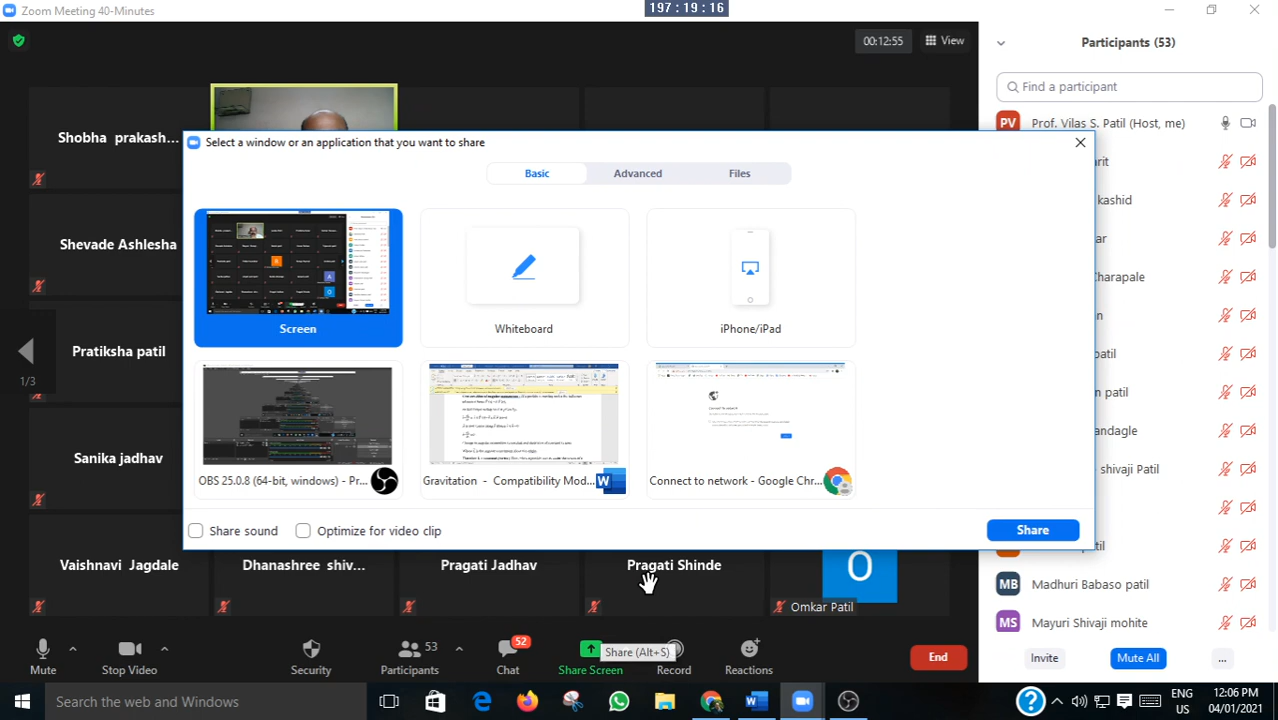 Zoom Meeting 40-Minutes
197:19:16
00:12:55
View
Participants (53)
Find a participant
PV Prof. Vilas S. Patil (Host, me)
Shobha prakash...
Shevade Ashlesha
Pratiksha patil
1/3
Sanika jadhav
Vaishnavi Jagdale
Dhanashree shiv...
Pragati Jadhav
Pragati Shinde
O
Omkar Patil
Select a window or an application that you want to share
Basic
Advanced
Files
Screen
Whiteboard
iPhone/iPad
OBS 25.0.8 (64-bit, windows) - Pr...
Gravitation - Compatibility Mod...
Connect to network - Google Chr...
Share sound
Optimize for video clip
Share
arit
kashid
ar
Charapale
n
patil
n patil
andagle
shivaji Patil
patil
MB Madhuri Babaso patil
MS Mayuri Shivaji mohite
Mute
Stop Video
Security
53
Participants
52
Chat
Share Screen
Share (Alt+S)
Record
Reactions
End
Invite
Mute All
...
Search the web and Windows
ENG
US
12:06 PM
04/01/2021